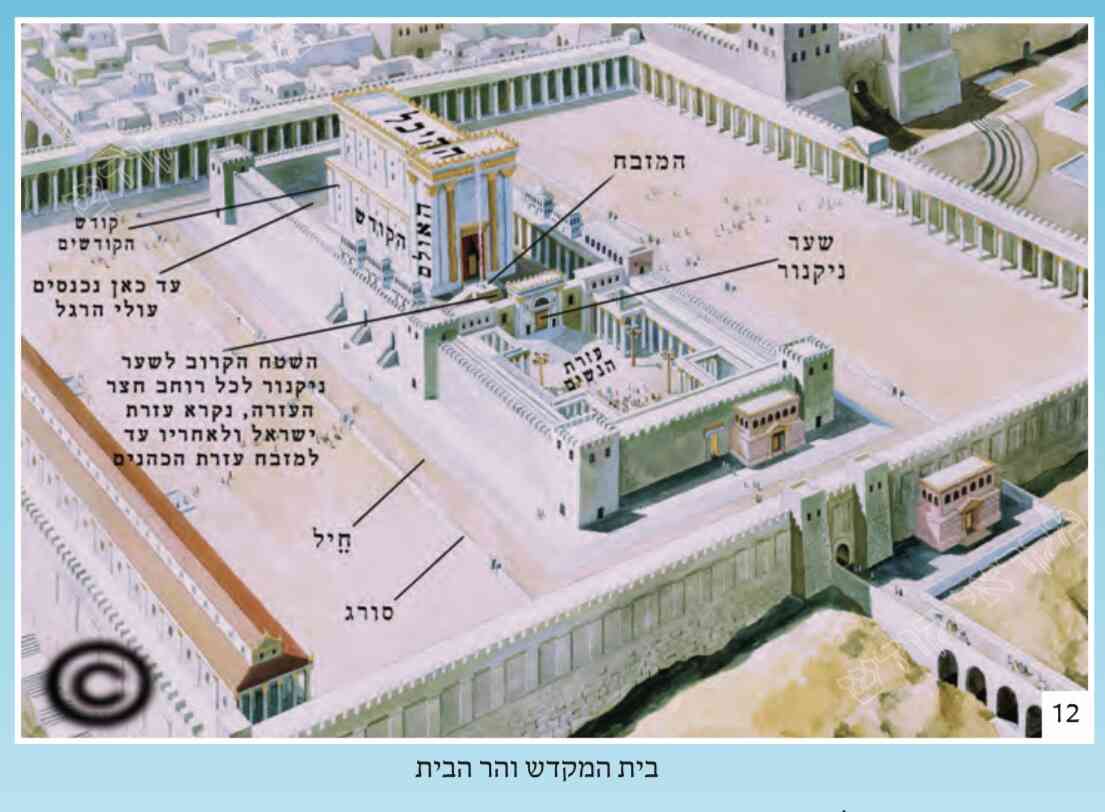 ההיכל
המזבח
קודש
הקודשים
הקודש
האולם
שער
ניקנור
עד כאן נכנסים
עולי הרגל
עזרת
הנשים
השטח הקרוב לשער
ניקנור לכל רוחב חצר
העזרה, נקרא עזרת
ישראל ולאחריו עד
למזבח עזרת הכהנים
חֵיל
סורג
©
12
בית המקדש והר הבית